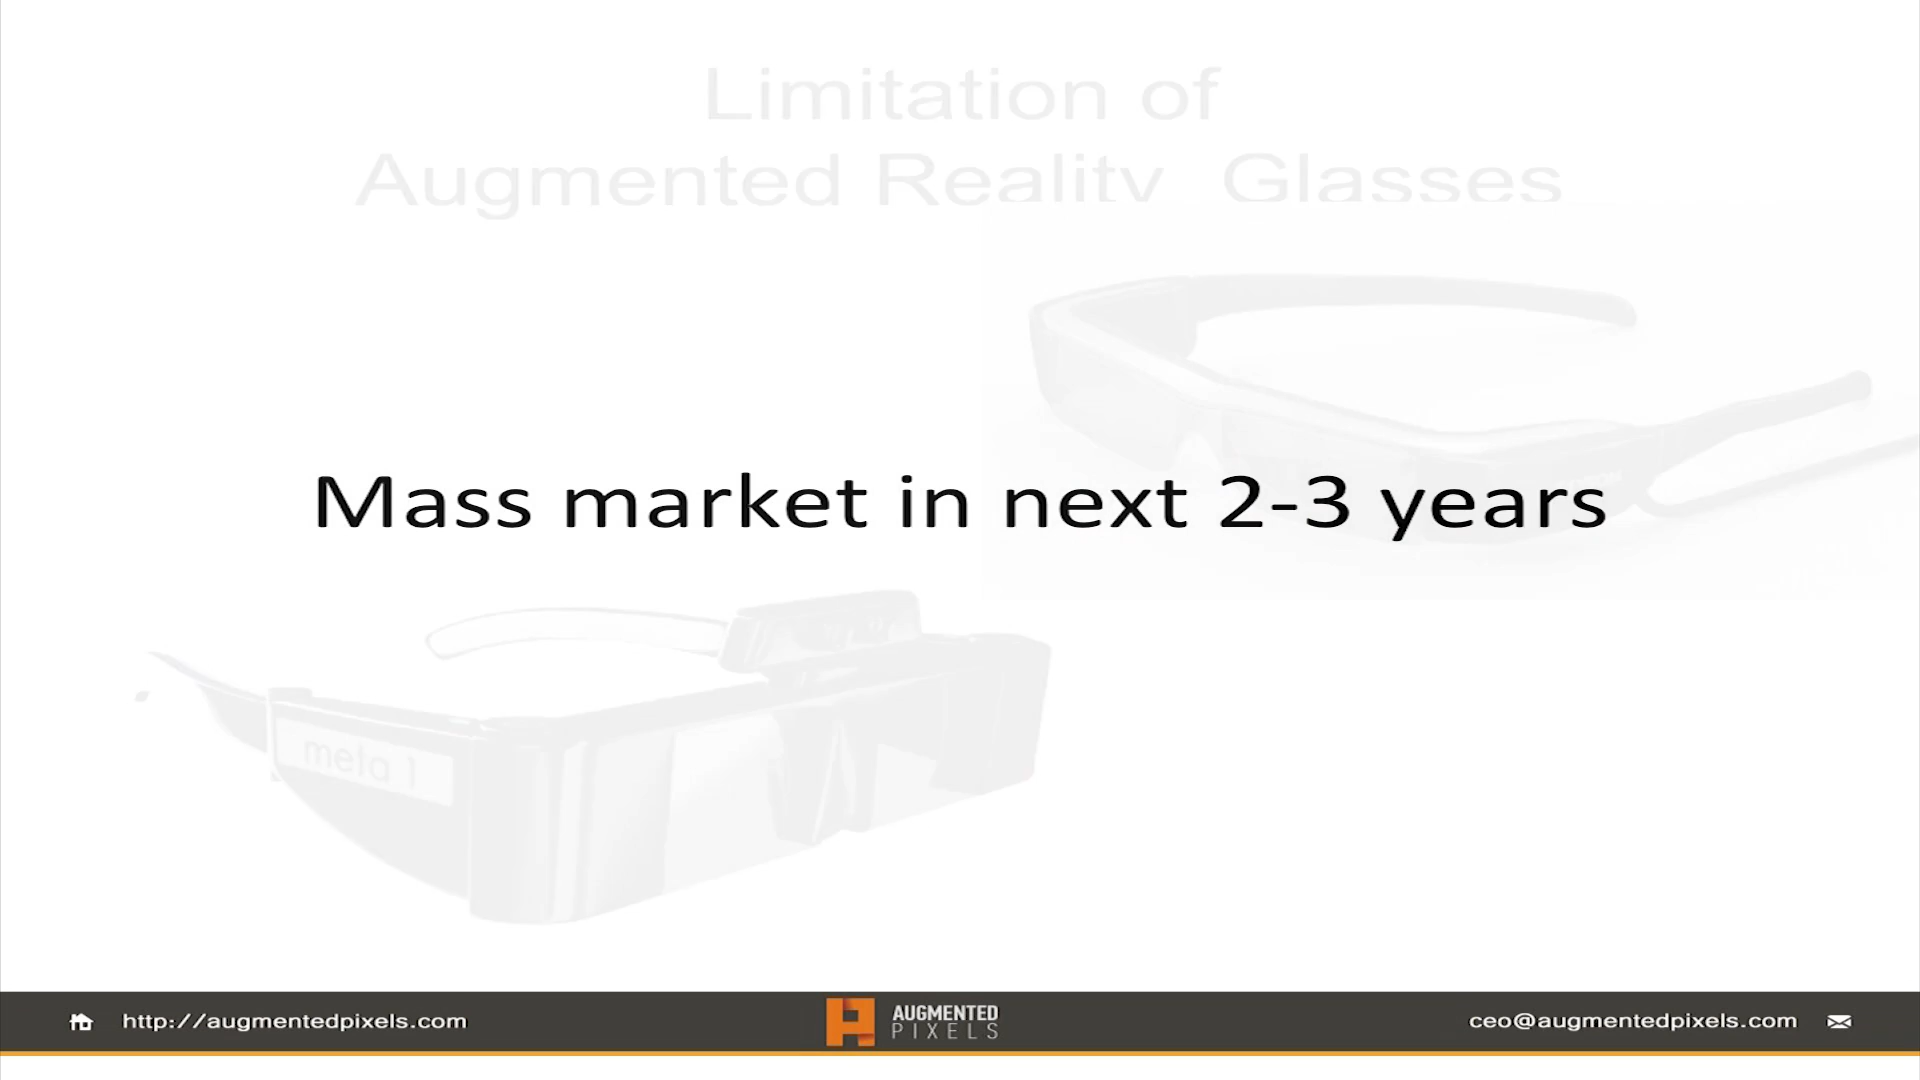 Limitation of
Augmented Reality Glasses
Mass market in next 2-3 years
meta 1
http://augmentedpixels.com
AUGMENTED
PIXELS
ceo@augmentedpixels.com